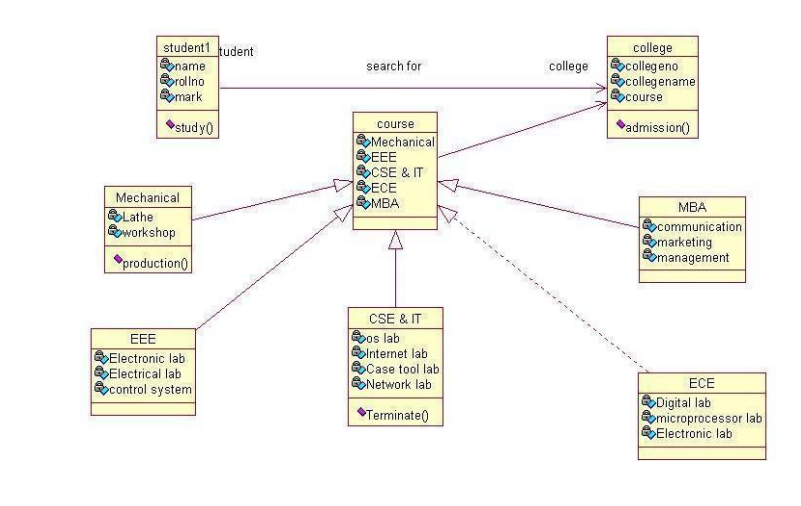 student1
tudent
name
rollno
mark
study()
search for
college
college
collegeno
collegename
course
admission()
course
Mechanical
EEE
CSE & IT
ECE
MBA
Mechanical
Lathe
workshop
production()
MBA
communication
marketing
management
EEE
Electronic lab
Electrical lab
control system
CSE & IT
os lab
Internet lab
Case tool lab
Network lab
Terminate()
ECE
Digital lab
microprocessor lab
Electronic lab